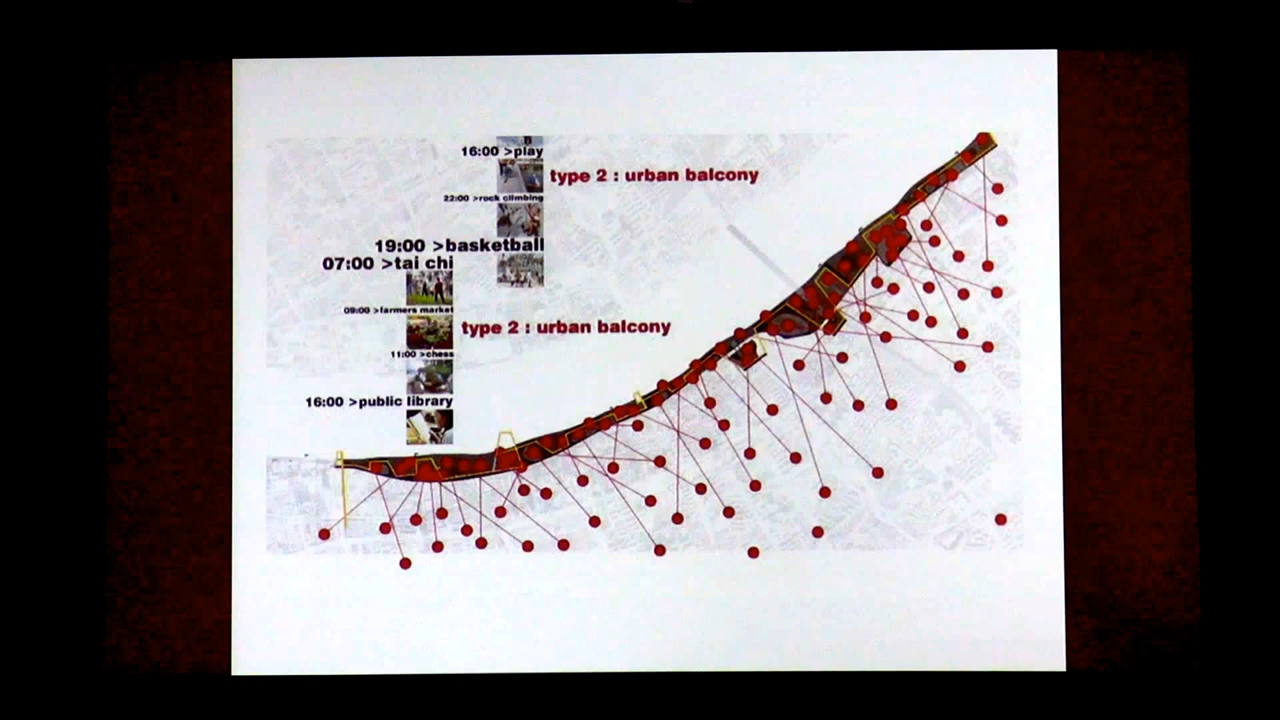 16:00 >play
type 2 : urban balcony
22:00 >rock climbing
19:00 >basketball
07:00 >tai chi
09:00 >farmers market
type 2 : urban balcony
11:00 >chess
16:00 >public library